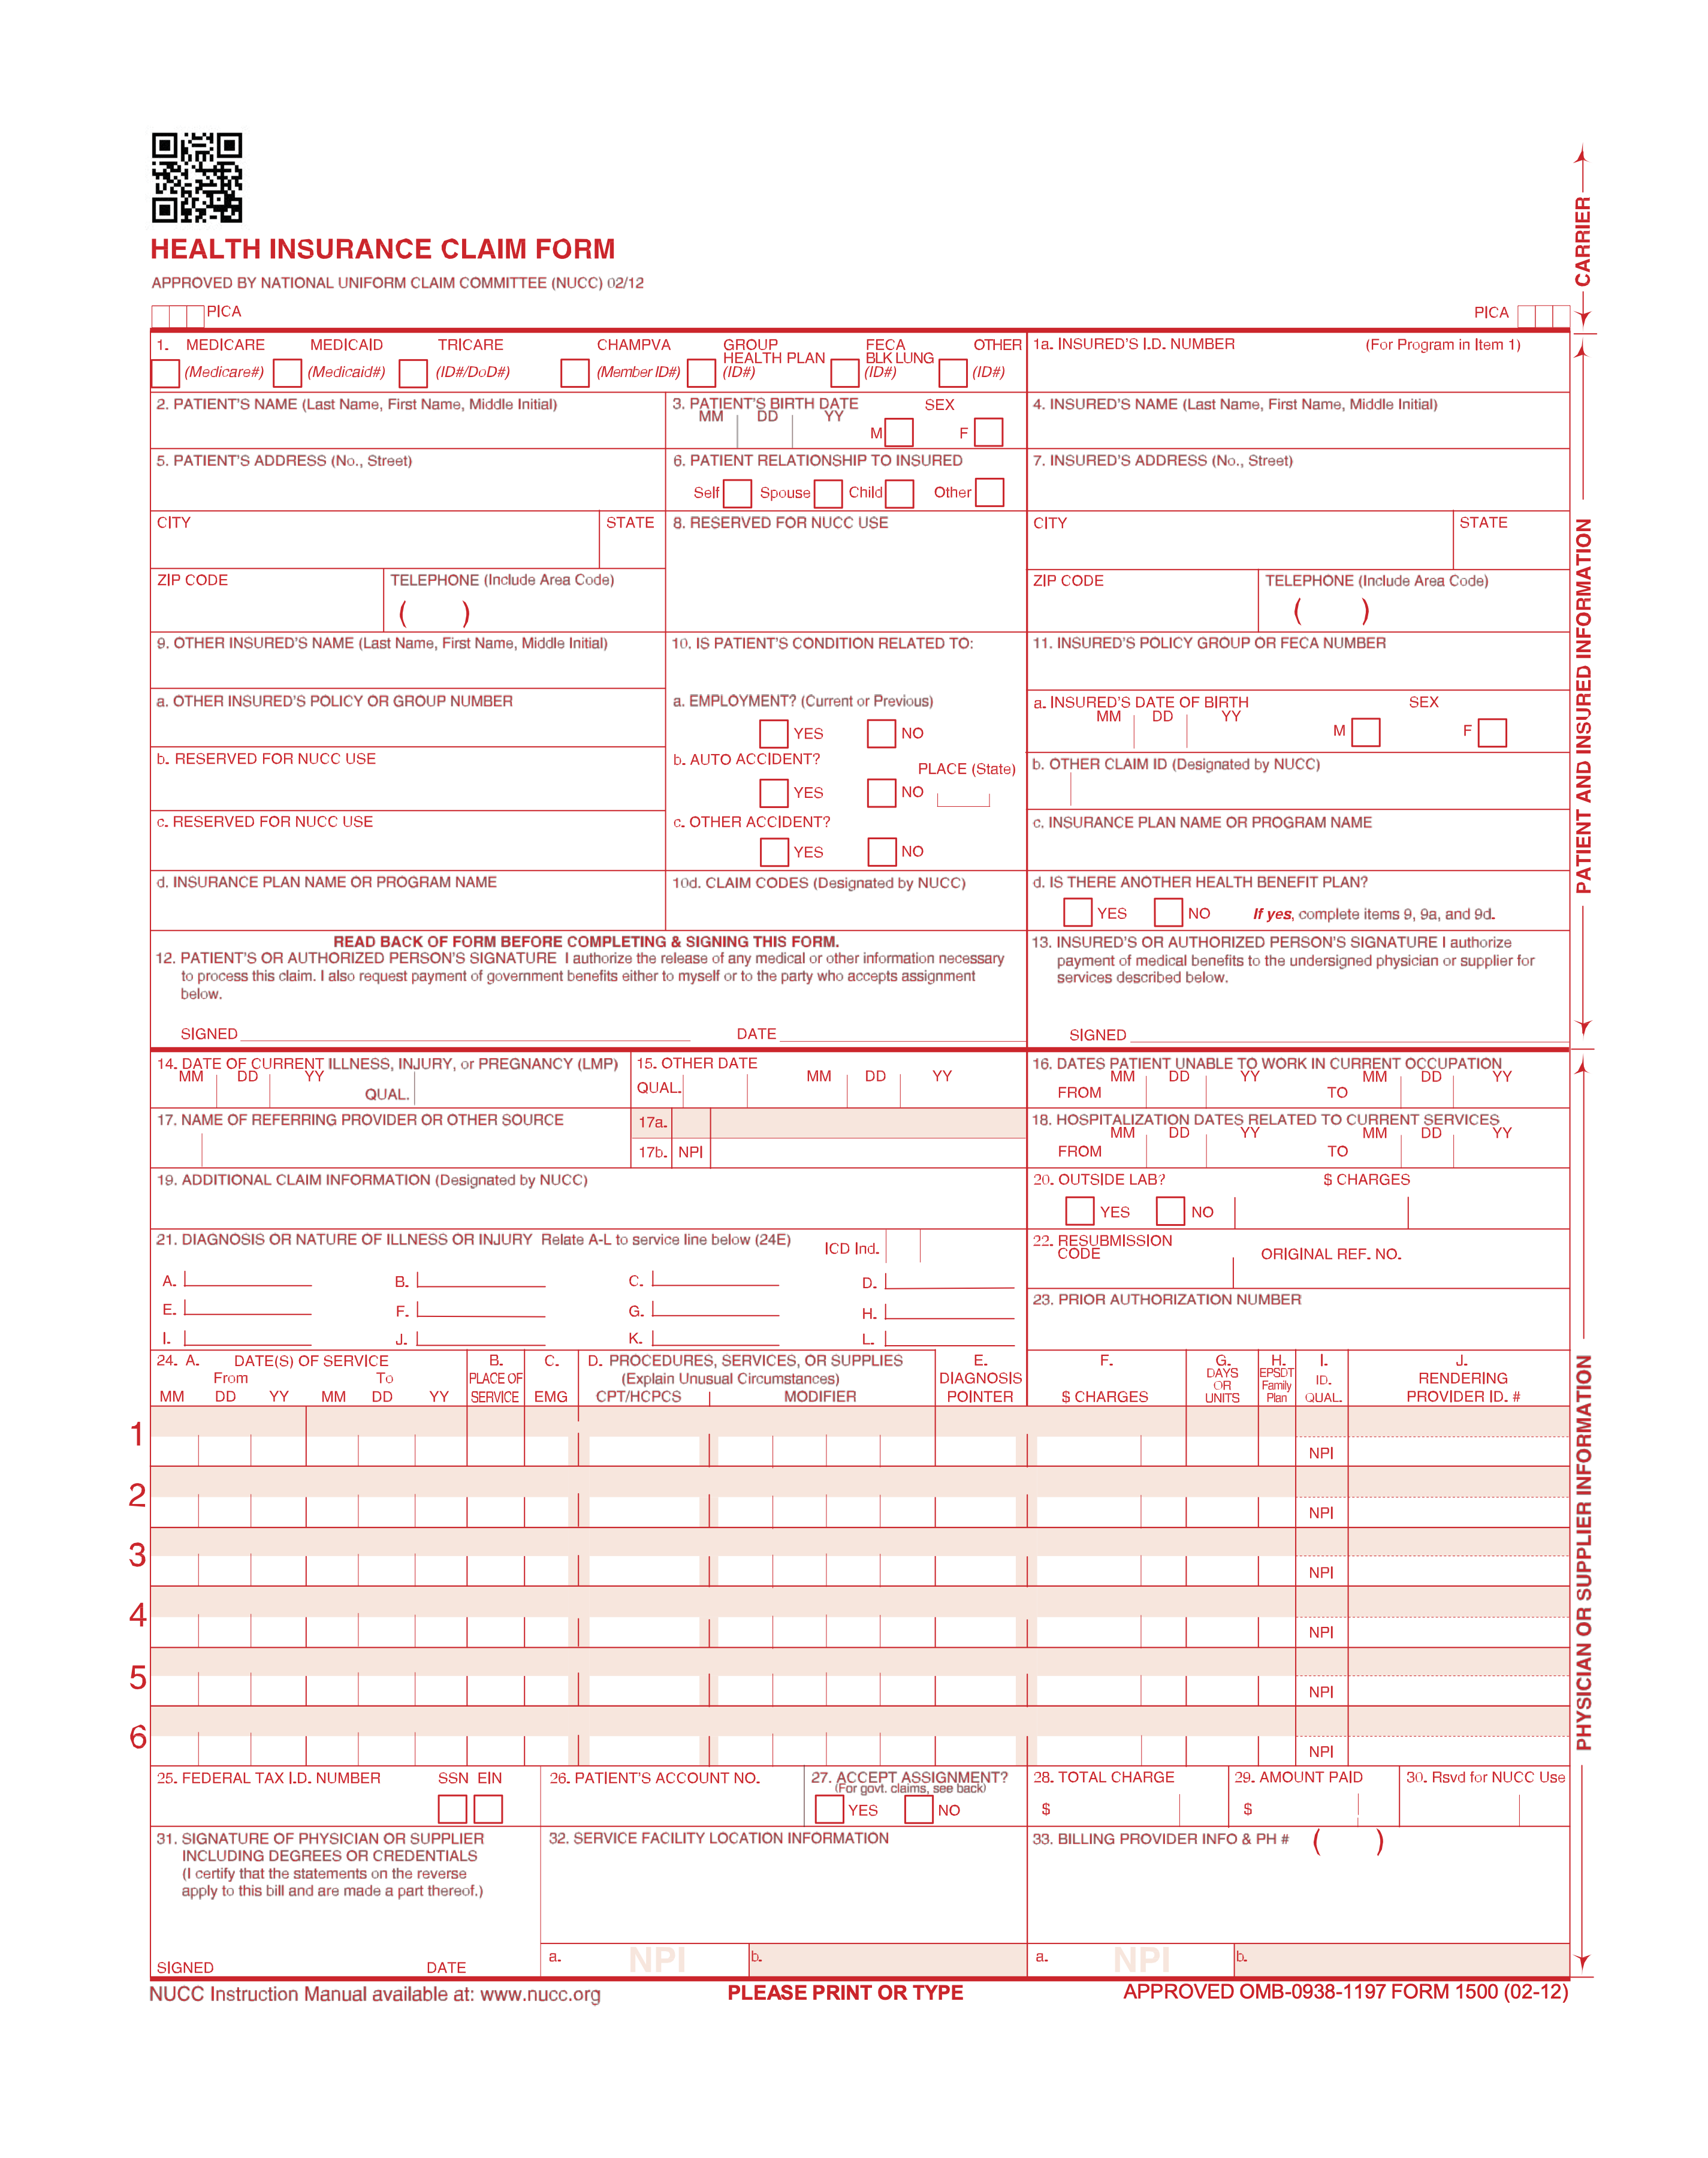 HEALTH INSURANCE CLAIM FORM
APPROVED BY NATIONAL UNIFORM CLAIM COMMITTEE (NUCC) 02/12
PICA
PICA
CARRIER
1. MEDICARE MEDICAID TRICARE CHAMPVA GROUP HEALTH PLAN FECA BLK LUNG OTHER
(Medicare#) (Medicaid#) (ID#/DoD#) (Member ID#) (ID#) (ID#) (ID#)
1a. INSURED'S I.D. NUMBER (For Program in Item 1)
2. PATIENT'S NAME (Last Name, First Name, Middle Initial)
3. PATIENT'S BIRTH DATE SEX
MM DD YY M F
4. INSURED'S NAME (Last Name, First Name, Middle Initial)
5. PATIENT'S ADDRESS (No., Street)
6. PATIENT RELATIONSHIP TO INSURED
Self Spouse Child Other
7. INSURED'S ADDRESS (No., Street)
CITY STATE
8. RESERVED FOR NUCC USE
CITY STATE
ZIP CODE TELEPHONE (Include Area Code)
( )
ZIP CODE TELEPHONE (Include Area Code)
( )
9. OTHER INSURED'S NAME (Last Name, First Name, Middle Initial)
10. IS PATIENT'S CONDITION RELATED TO:
11. INSURED'S POLICY GROUP OR FECA NUMBER
a. OTHER INSURED'S POLICY OR GROUP NUMBER
a. EMPLOYMENT? (Current or Previous)
YES NO
a. INSURED'S DATE OF BIRTH SEX
MM DD YY M F
b. RESERVED FOR NUCC USE
b. AUTO ACCIDENT? PLACE (State)
YES NO
b. OTHER CLAIM ID (Designated by NUCC)
c. RESERVED FOR NUCC USE
c. OTHER ACCIDENT?
YES NO
c. INSURANCE PLAN NAME OR PROGRAM NAME
d. INSURANCE PLAN NAME OR PROGRAM NAME
10d. CLAIM CODES (Designated by NUCC)
d. IS THERE ANOTHER HEALTH BENEFIT PLAN?
YES NO If yes, complete items 9, 9a, and 9d.
READ BACK OF FORM BEFORE COMPLETING & SIGNING THIS FORM.
12. PATIENT'S OR AUTHORIZED PERSON'S SIGNATURE I authorize the release of any medical or other information necessary
to process this claim. I also request payment of government benefits either to myself or to the party who accepts assignment
below.
SIGNED DATE
13. INSURED'S OR AUTHORIZED PERSON'S SIGNATURE I authorize
payment of medical benefits to the undersigned physician or supplier for
services described below.
SIGNED
PATIENT AND INSURED INFORMATION
14. DATE OF CURRENT ILLNESS, INJURY, or PREGNANCY (LMP)
MM DD YY
QUAL.
15. OTHER DATE
QUAL. MM DD YY
16. DATES PATIENT UNABLE TO WORK IN CURRENT OCCUPATION
MM DD YY MM DD YY
FROM TO
17. NAME OF REFERRING PROVIDER OR OTHER SOURCE
17a.
17b. NPI
18. HOSPITALIZATION DATES RELATED TO CURRENT SERVICES
MM DD YY MM DD YY
FROM TO
19. ADDITIONAL CLAIM INFORMATION (Designated by NUCC)
20. OUTSIDE LAB? $ CHARGES
YES NO
21. DIAGNOSIS OR NATURE OF ILLNESS OR INJURY Relate A-L to service line below (24E)
ICD Ind.
A. B. C. D.
E. F. G. H.
I. J. K. L.
22. RESUBMISSION
CODE ORIGINAL REF. NO.
23. PRIOR AUTHORIZATION NUMBER
24. A. DATE(S) OF SERVICE
From To
MM DD YY MM DD YY
B.
PLACE OF
SERVICE
C.
EMG
D. PROCEDURES, SERVICES, OR SUPPLIES
(Explain Unusual Circumstances)
CPT/HCPCS MODIFIER
E.
DIAGNOSIS
POINTER
F.
$ CHARGES
G.
DAYS
OR
UNITS
H.
EPSDT
Family
Plan
I.
ID.
QUAL.
J.
RENDERING
PROVIDER ID. #
1
NPI
2
NPI
3
NPI
4
NPI
5
NPI
6
NPI
25. FEDERAL TAX I.D. NUMBER SSN EIN
26. PATIENT'S ACCOUNT NO.
27. ACCEPT ASSIGNMENT?
(For govt. claims, see back)
YES NO
28. TOTAL CHARGE
$
29. AMOUNT PAID
$
30. Rsvd for NUCC Use
31. SIGNATURE OF PHYSICIAN OR SUPPLIER
INCLUDING DEGREES OR CREDENTIALS
(I certify that the statements on the reverse
apply to this bill and are made a part thereof.)
SIGNED DATE
32. SERVICE FACILITY LOCATION INFORMATION
a. NPI b.
33. BILLING PROVIDER INFO & PH # ( )
a. NPI b.
PHYSICIAN OR SUPPLIER INFORMATION
NUCC Instruction Manual available at: www.nucc.org
PLEASE PRINT OR TYPE
APPROVED OMB-0938-1197 FORM 1500 (02-12)